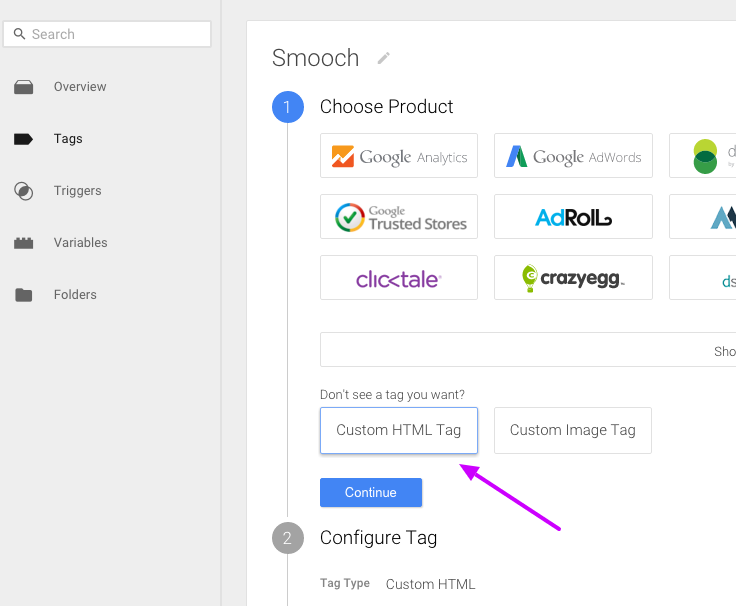 Search
Overview
Tags
Triggers
Variables
Folders
Smooch
1 Choose Product
Google Analytics
Google AdWords
Google
Trusted Stores
AdRoll
clicktale
crazyegg
Don't see a tag you want?
Custom HTML Tag
Custom Image Tag
Continue
2 Configure Tag
Tag Type Custom HTML